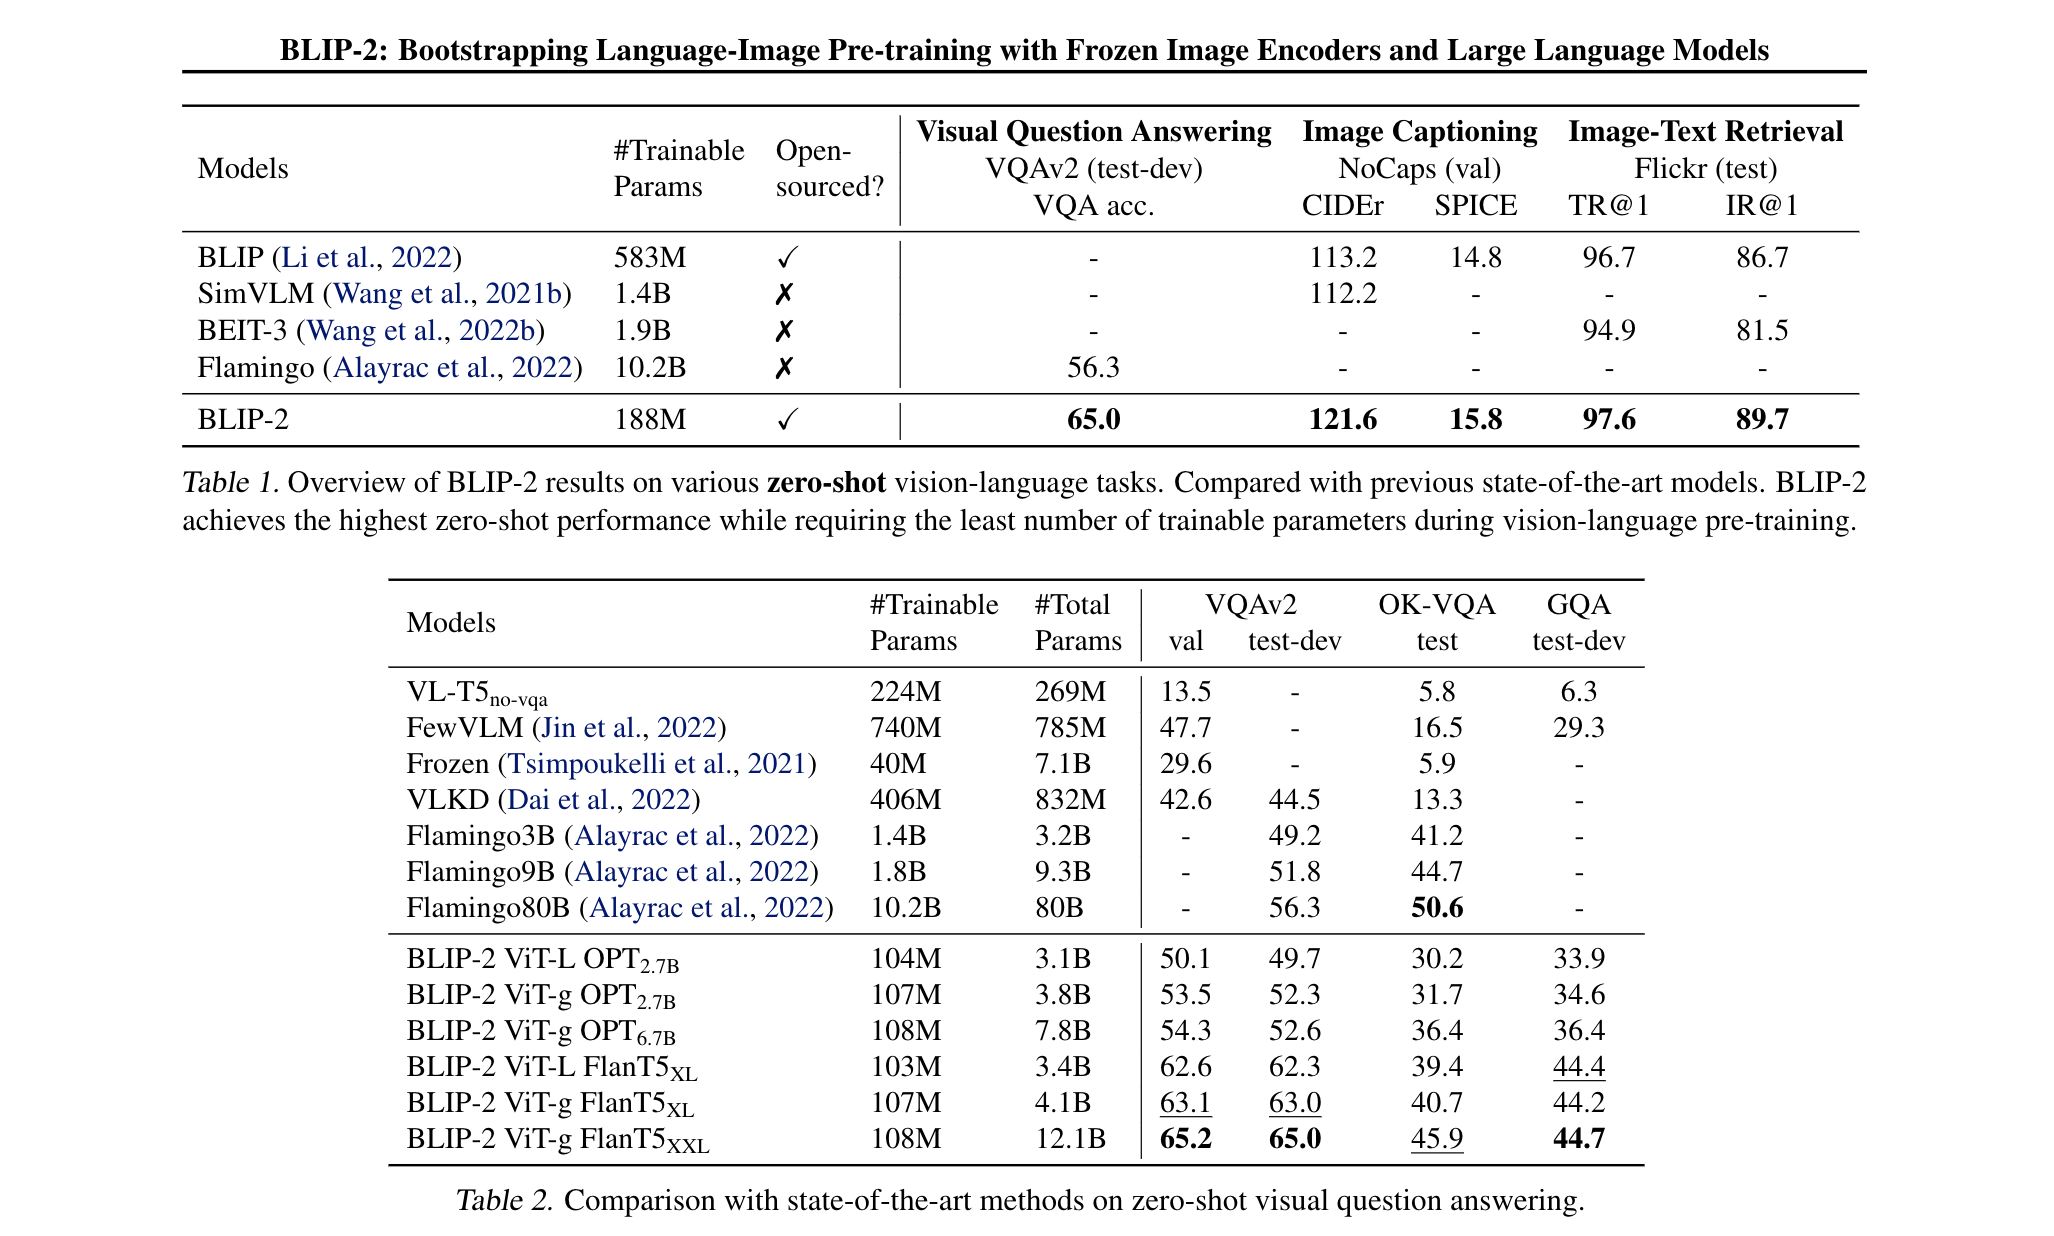 BLIP-2: Bootstrapping Language-Image Pre-training with Frozen Image Encoders and Large Language Models
Models #Trainable Params Open-sourced? Visual Question Answering Image Captioning Image-Text Retrieval
VQAv2 (test-dev) NoCaps (val) Flickr (test)
VQA acc. CIDEr SPICE TR@1 IR@1
BLIP (Li et al., 2022) 583M ✓ - 113.2 14.8 96.7 86.7
SimVLM (Wang et al., 2021b) 1.4B ✗ - 112.2 - - -
BEIT-3 (Wang et al., 2022b) 1.9B ✗ - - - 94.9 81.5
Flamingo (Alayrac et al., 2022) 10.2B ✗ 56.3 - - - -
BLIP-2 188M ✓ 65.0 121.6 15.8 97.6 89.7
Table 1. Overview of BLIP-2 results on various zero-shot vision-language tasks. Compared with previous state-of-the-art models. BLIP-2
achieves the highest zero-shot performance while requiring the least number of trainable parameters during vision-language pre-training.
Models #Trainable Params #Total Params VQAv2 OK-VQA GQA
val test-dev test test-dev
VL-T5no-vqa 224M 269M 13.5 - 5.8 6.3
FewVLM (Jin et al., 2022) 740M 785M 47.7 - 16.5 29.3
Frozen (Tsimpoukelli et al., 2021) 40M 7.1B 29.6 - 5.9 -
VLKD (Dai et al., 2022) 406M 832M 42.6 44.5 13.3 -
Flamingo3B (Alayrac et al., 2022) 1.4B 3.2B - 49.2 41.2 -
Flamingo9B (Alayrac et al., 2022) 1.8B 9.3B - 51.8 44.7 -
Flamingo80B (Alayrac et al., 2022) 10.2B 80B - 56.3 50.6 -
BLIP-2 ViT-L OPT2.7B 104M 3.1B 50.1 49.7 30.2 33.9
BLIP-2 ViT-g OPT2.7B 107M 3.8B 53.5 52.3 31.7 34.6
BLIP-2 ViT-g OPT6.7B 108M 7.8B 54.3 52.6 36.4 36.4
BLIP-2 ViT-L FlanT5XL 103M 3.4B 62.6 62.3 39.4 44.4
BLIP-2 ViT-g FlanT5XL 107M 4.1B 63.1 63.0 40.7 44.2
BLIP-2 ViT-g FlanT5XXL 108M 12.1B 65.2 65.0 45.9 44.7
Table 2. Comparison with state-of-the-art methods on zero-shot visual question answering.